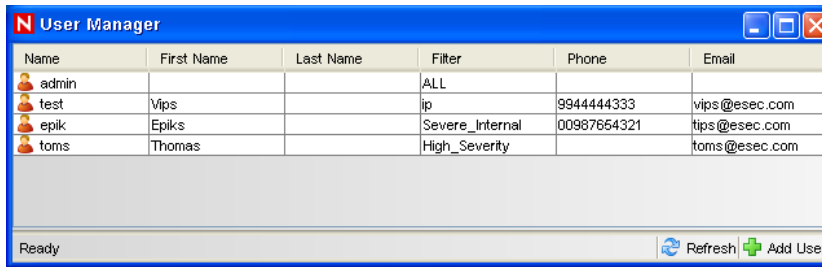 N User Manager
Name First Name Last Name Filter Phone Email
admin ALL
test Vips ip 9944444333 vips@esec.com
epik Epiks Severe_Internal 00987654321 tips@esec.com
toms Thomas High_Severity toms@esec.com
Ready Refresh Add Use